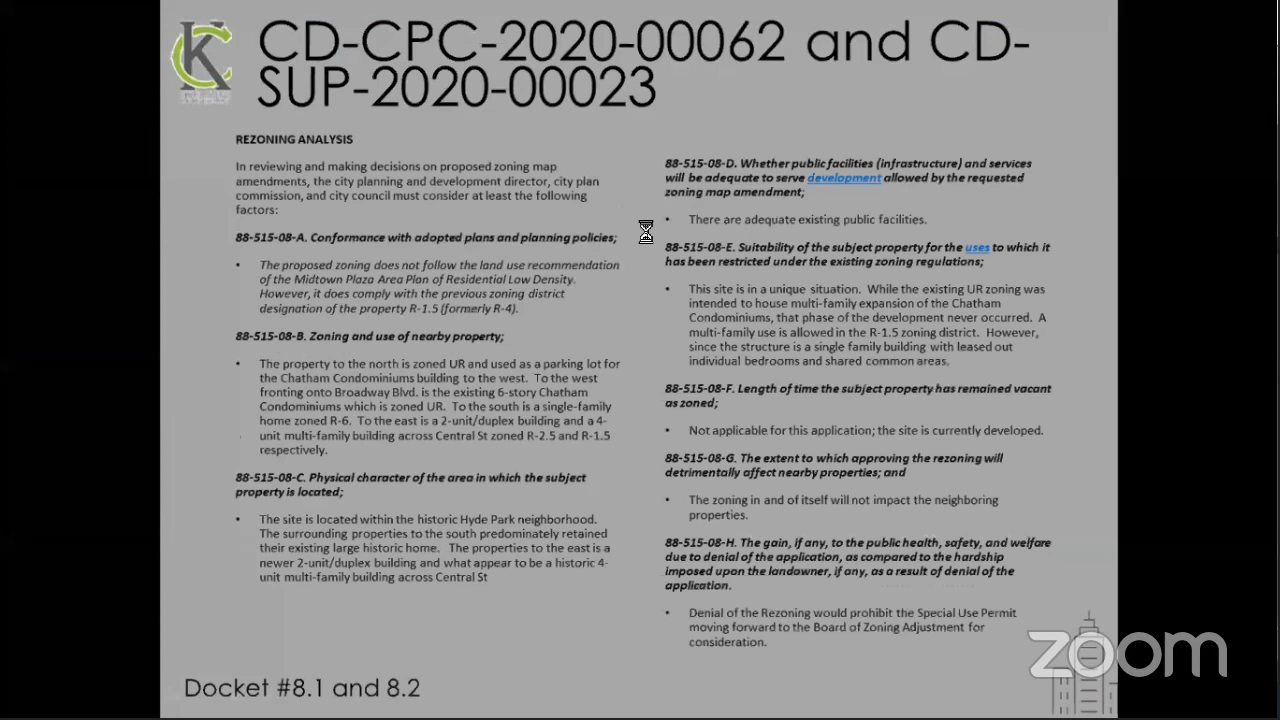 CD-CPC-2020-00062 and CD-
SUP-2020-00023
REZONING ANALYSIS
In reviewing and making decisions on proposed zoning map
amendments, the city planning and development director, city plan
commission, and city council must consider at least the following
factors:
88-515-08-A. Conformance with adopted plans and planning policies;
• The proposed zoning does not follow the land use recommendation
of the Midtown Plaza Area Plan of Residential Low Density.
However, it does comply with the previous zoning district
designation of the property R-1.5 (formerly R-4).
88-515-08-B. Zoning and use of nearby property;
• The property to the north is zoned UR and used as a parking lot for
the Chatham Condominiums building to the west. To the west
fronting onto Broadway Blvd. is the existing 6-story Chatham
Condominiums which is zoned UR. To the south is a single-family
home zoned R-6. To the east is a 2-unit/duplex building and a 4-
unit multi-family building across Central St zoned R-2.5 and R-1.5
respectively.
88-515-08-C. Physical character of the area in which the subject
property is located;
• The site is located within the historic Hyde Park neighborhood.
The surrounding properties to the south predominately retained
their existing large historic home. The properties to the east is a
newer 2-unit/duplex building and what appear to be a historic 4-
unit multi-family building across Central St
88-515-08-D. Whether public facilities (infrastructure) and services
will be adequate to serve development allowed by the requested
zoning map amendment;
• There are adequate existing public facilities.
88-515-08-E. Suitability of the subject property for the uses to which it
has been restricted under the existing zoning regulations;
• This site is in a unique situation. While the existing UR zoning was
intended to house multi-family expansion of the Chatham
Condominiums, that phase of the development never occurred. A
multi-family use is allowed in the R-1.5 zoning district. However,
since the structure is a single family building with leased out
individual bedrooms and shared common areas.
88-515-08-F. Length of time the subject property has remained vacant
as zoned;
• Not applicable for this application; the site is currently developed.
88-515-08-G. The extent to which approving the rezoning will
detrimentally affect nearby properties; and
• The zoning in and of itself will not impact the neighboring
properties.
88-515-08-H. The gain, if any, to the public health, safety, and welfare
due to denial of the application, as compared to the hardship
imposed upon the landowner, if any, as a result of denial of the
application.
• Denial of the Rezoning would prohibit the Special Use Permit
moving forward to the Board of Zoning Adjustment for
consideration.
zoom
Docket #8.1 and 8.2